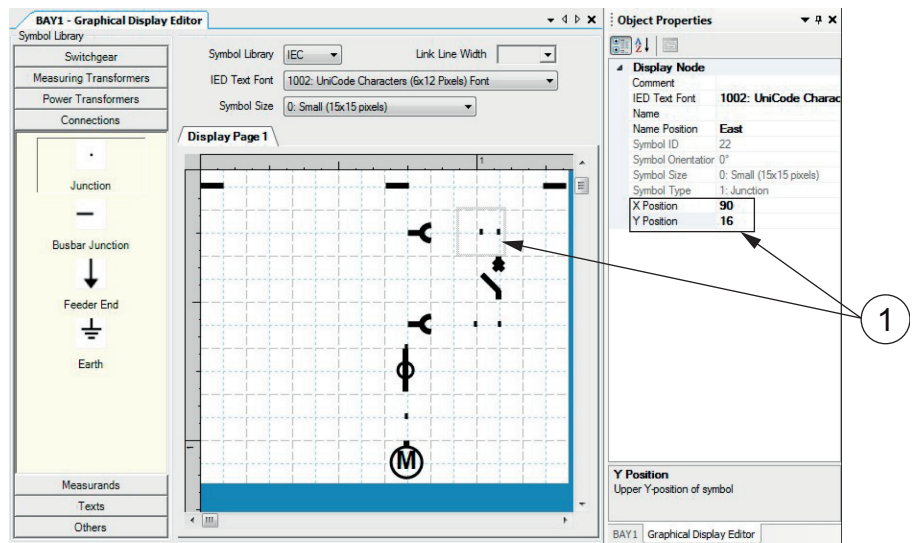 BAY1 - Graphical Display Editor
Symbol Library
Switchgear
Measuring Transformers
Power Transformers
Connections
Junction
Busbar Junction
Feeder End
Earth
Measurands
Texts
Others
Symbol Library IEC Link Line Width
IED Text Font 1002: UniCode Characters (6x12 Pixels) Font
Symbol Size 0: Small (15x15 pixels)
Display Page 1
1
M
Object Properties
Display Node
Comment
IED Text Font 1002: UniCode Charac
Name
Name Position East
Symbol ID 22
Symbol Orientatior 0°
Symbol Size 0: Small (15x15 pixels)
Symbol Type 1: Junction
X Position 90
Y Position 16
1
Y Position
Upper Y-position of symbol
BAY1 Graphical Display Editor